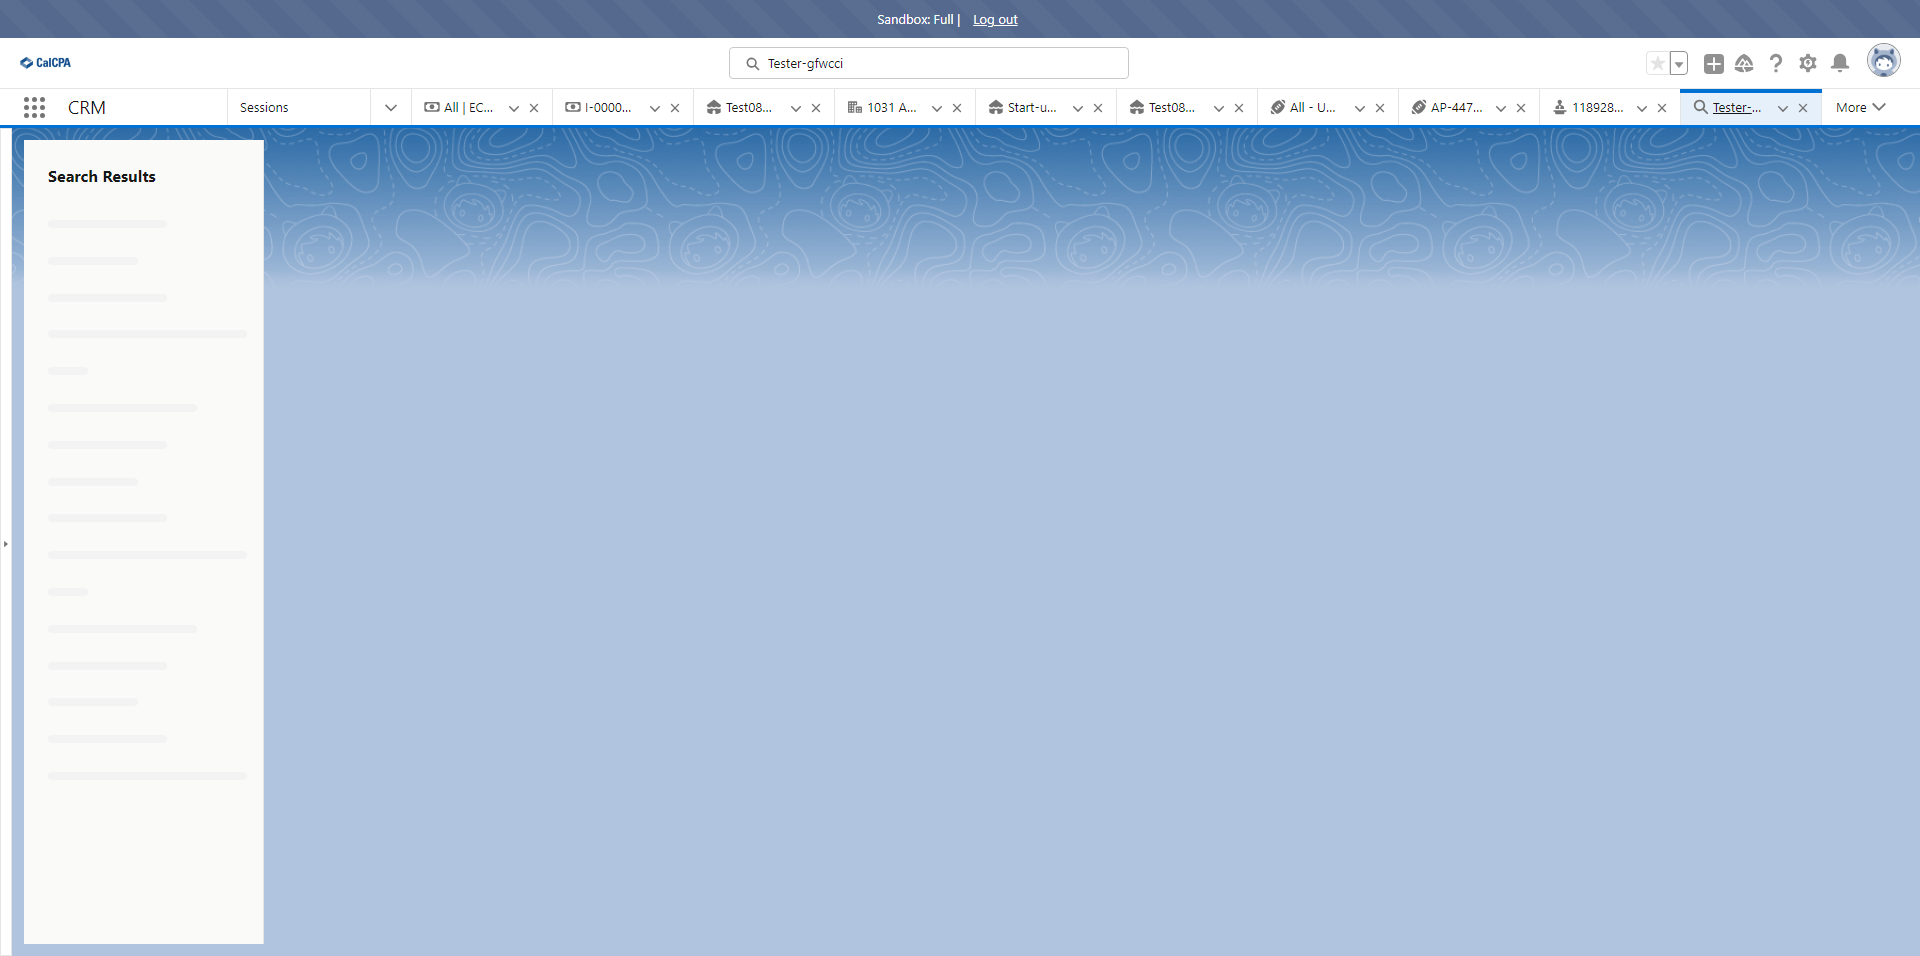 Sandbox: Full | Log out
CalCPA
Tester-gfwcci
CRM
Sessions
All | EC...
I-0000...
Test08...
1031 A...
Start-u...
Test08...
All - U...
AP-447...
118928...
Tester-...
More
Search Results